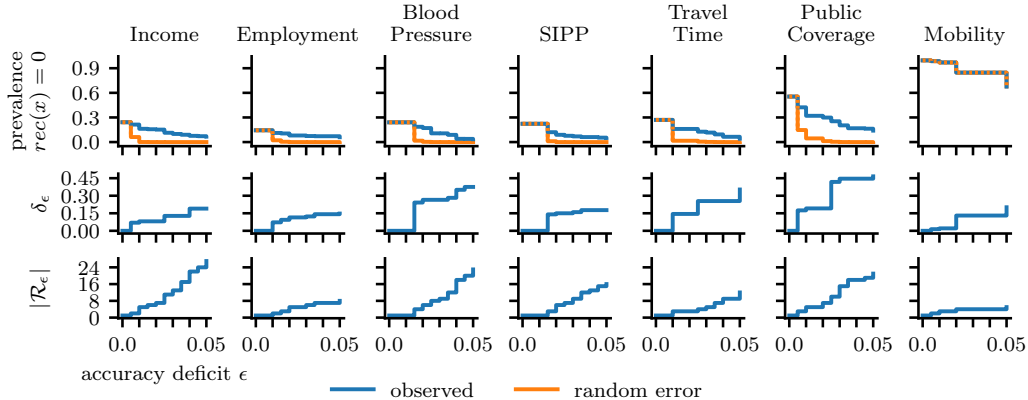 Income
Employment
Blood
Pressure
SIPP
Travel
Time
Public
Coverage
Mobility
prevalence
rec(x) = 0
0.9
0.6
0.3
0.0
δϵ
0.45
0.30
0.15
0.00
|ℛϵ|
24
16
8
0
0.0 0.05 0.0 0.05 0.0 0.05 0.0 0.05 0.0 0.05 0.0 0.05 0.0 0.05
accuracy deficit ϵ
observed
random error